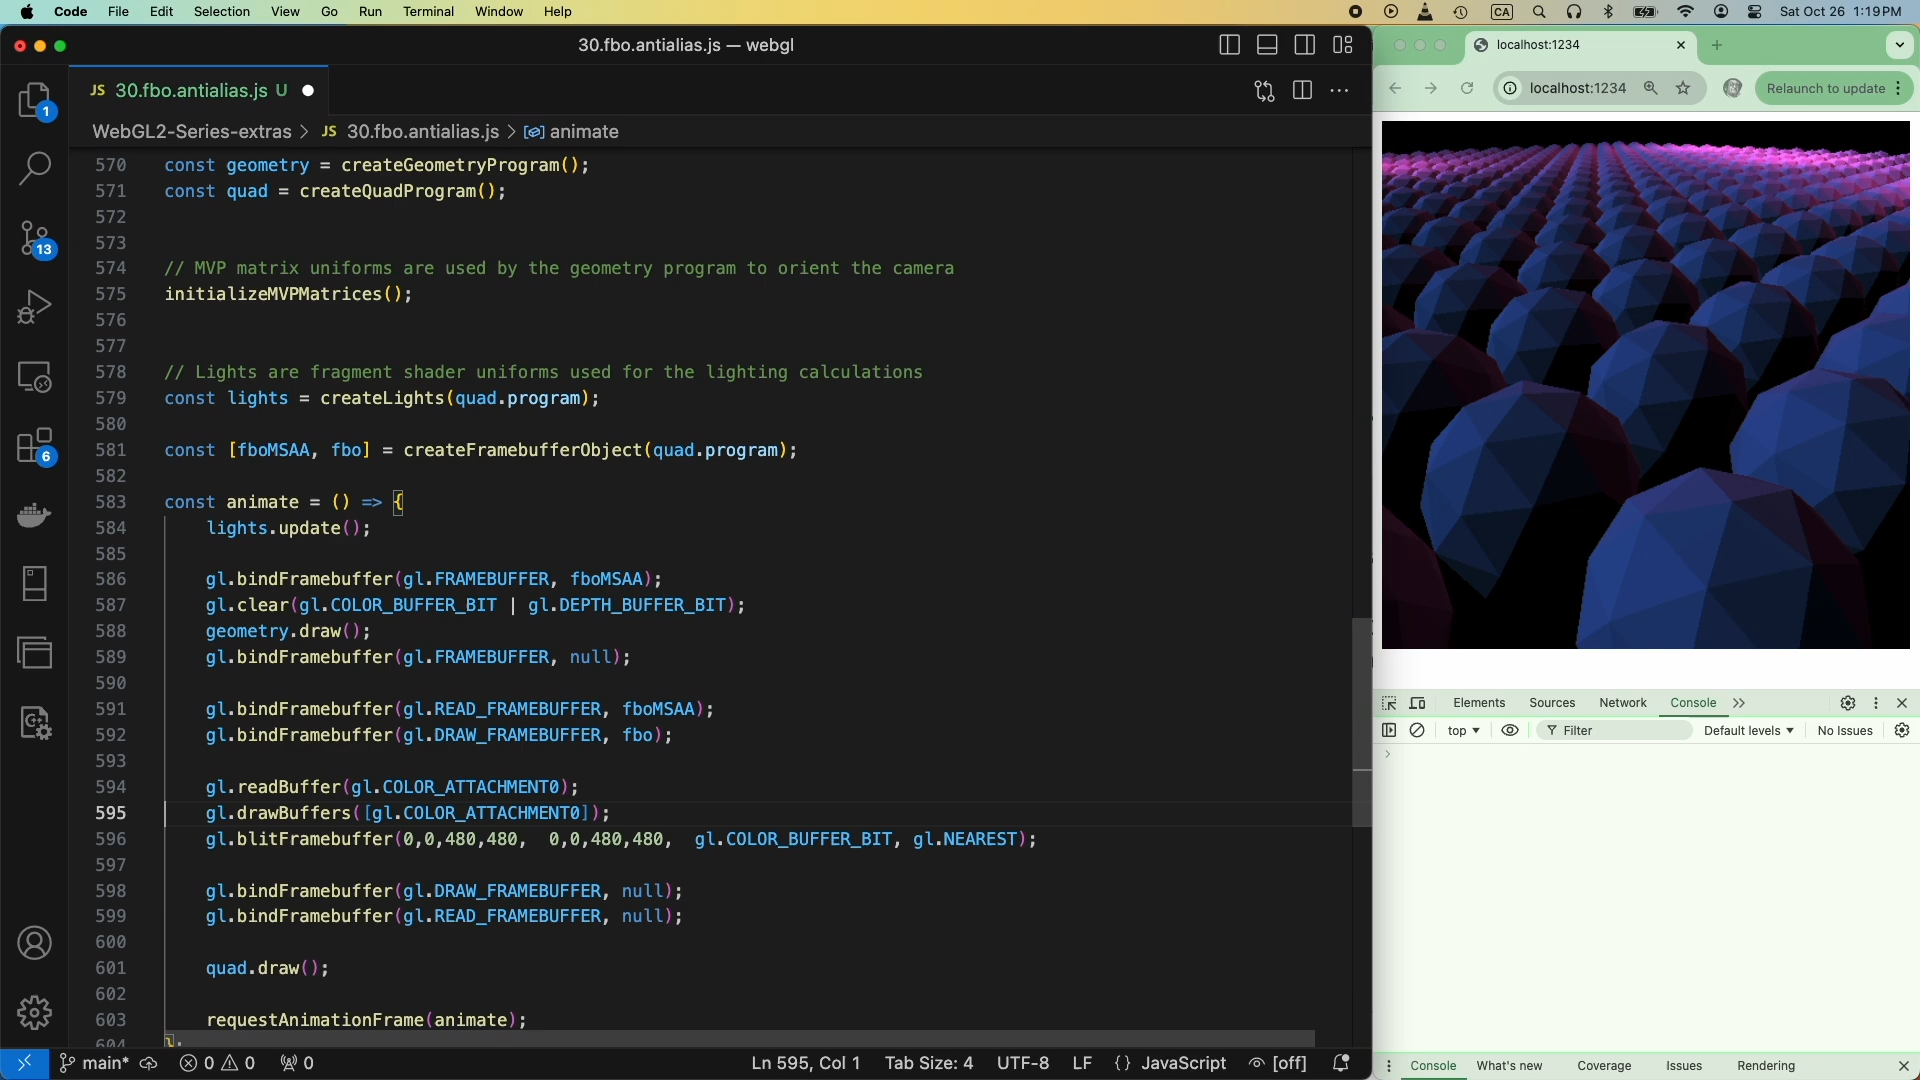 Code File Edit Selection View Go Run Terminal Window Help
CA Sat Oct 26 1:19 PM
30.fbo.antialias.js — webgl
JS 30.fbo.antialias.js U
WebGL2-Series-extras > JS 30.fbo.antialias.js > animate
570 const geometry = createGeometryProgram();
571 const quad = createQuadProgram();
572
573
574 // MVP matrix uniforms are used by the geometry program to orient the camera
575 initializeMVPMatrices();
576
577
578 // Lights are fragment shader uniforms used for the lighting calculations
579 const lights = createLights(quad.program);
580
581 const [fboMSAA, fbo] = createFramebufferObject(quad.program);
582
583 const animate = () => {
584 lights.update();
585
586 gl.bindFramebuffer(gl.FRAMEBUFFER, fboMSAA);
587 gl.clear(gl.COLOR_BUFFER_BIT | gl.DEPTH_BUFFER_BIT);
588 geometry.draw();
589 gl.bindFramebuffer(gl.FRAMEBUFFER, null);
590
591 gl.bindFramebuffer(gl.READ_FRAMEBUFFER, fboMSAA);
592 gl.bindFramebuffer(gl.DRAW_FRAMEBUFFER, fbo);
593
594 gl.readBuffer(gl.COLOR_ATTACHMENT0);
595 gl.drawBuffers([gl.COLOR_ATTACHMENT0]);
596 gl.blitFramebuffer(0,0,480,480, 0,0,480,480, gl.COLOR_BUFFER_BIT, gl.NEAREST);
597
598 gl.bindFramebuffer(gl.DRAW_FRAMEBUFFER, null);
599 gl.bindFramebuffer(gl.READ_FRAMEBUFFER, null);
600
601 quad.draw();
602
603 requestAnimationFrame(animate);
604 };
1
13
6
main* 0 0 0 Ln 595, Col 1 Tab Size: 4 UTF-8 LF {} JavaScript [off]
localhost:1234
localhost:1234 Relaunch to update
Elements Sources Network Console
top Filter Default levels No Issues
Console What's new Coverage Issues Rendering